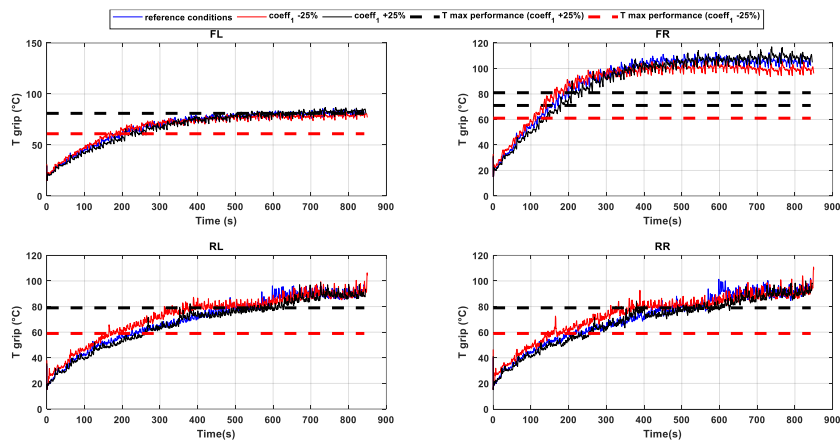 reference conditions coeff1 -25% coeff1 +25% T max performance (coeff1 +25%) T max performance (coeff1 -25%)
FL FR
T grip (°C) 150 100 50 0
0 100 200 300 400 500 600 700 800 900
Time (s)
T grip (°C) 120 100 80 60 40 20 0
0 100 200 300 400 500 600 700 800 900
Time(s)
RL RR
T grip (°C) 120 100 80 60 40 20 0
0 100 200 300 400 500 600 700 800 900
Time(s)
T grip (°C) 120 100 80 60 40 20 0
0 100 200 300 400 500 600 700 800 900
Time(s)